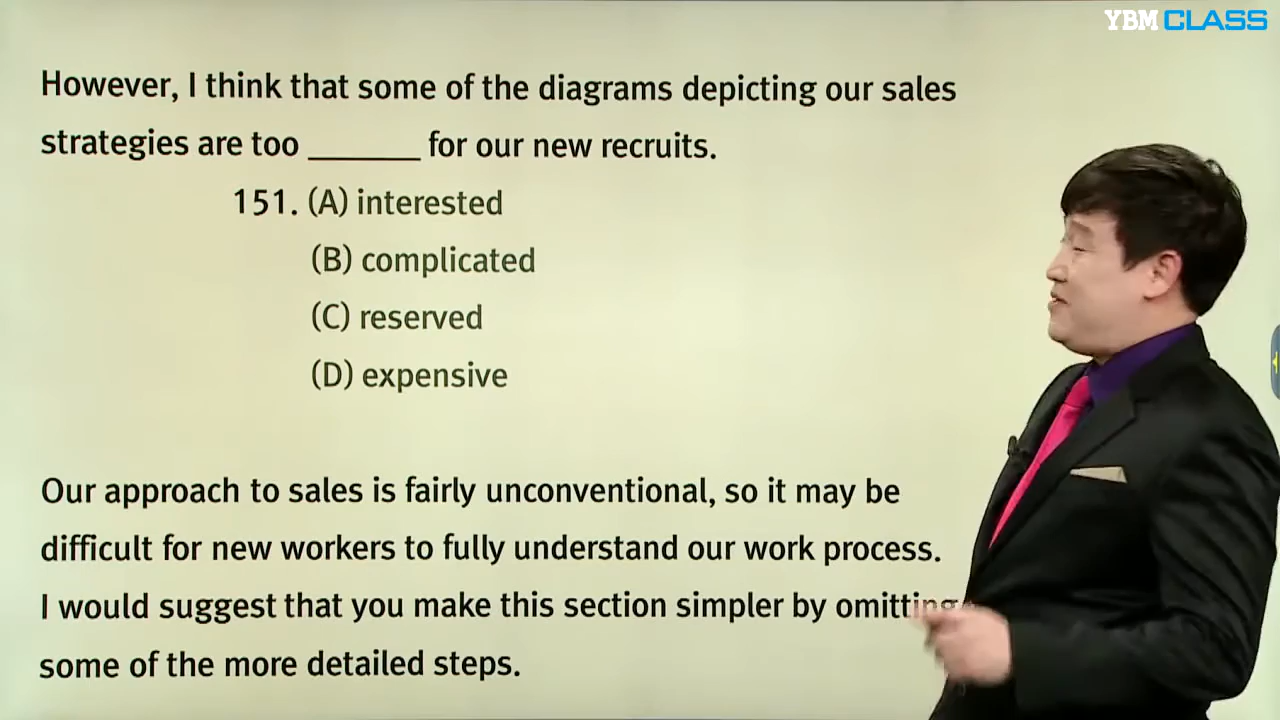 YBM CLASS
However, I think that some of the diagrams depicting our sales
strategies are too ______ for our new recruits.
151. (A) interested
(B) complicated
(C) reserved
(D) expensive
Our approach to sales is fairly unconventional, so it may be
difficult for new workers to fully understand our work process.
I would suggest that you make this section simpler by omitting
some of the more detailed steps.